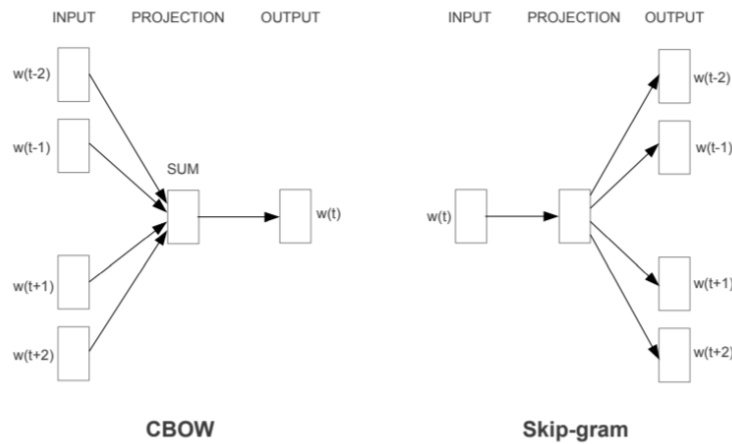 INPUT PROJECTION OUTPUT
w(t-2)
w(t-1)
SUM
w(t)
w(t+1)
w(t+2)
CBOW
INPUT PROJECTION OUTPUT
w(t-2)
w(t-1)
w(t)
w(t+1)
w(t+2)
Skip-gram